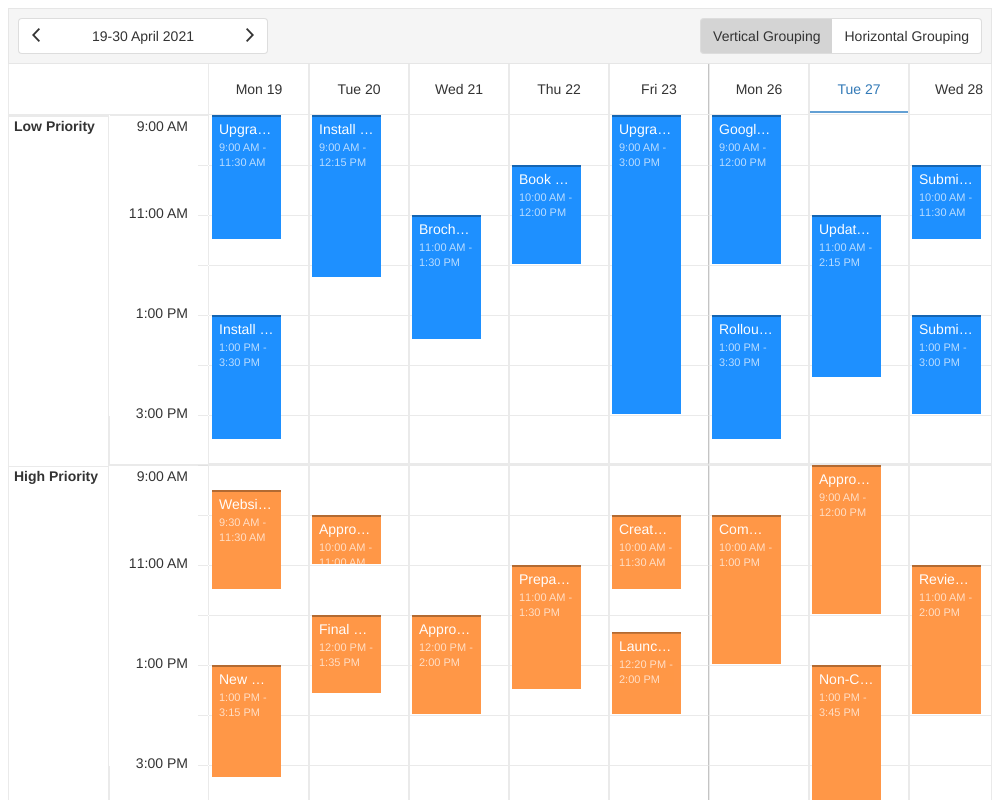 19-30 April 2021
Vertical Grouping
Horizontal Grouping
Mon 19
Tue 20
Wed 21
Thu 22
Fri 23
Mon 26
Tue 27
Wed 28
Low Priority
9:00 AM
11:00 AM
1:00 PM
3:00 PM
Upgra...
9:00 AM -
11:30 AM
Install ...
1:00 PM -
3:30 PM
Install ...
9:00 AM -
12:15 PM
Broch...
11:00 AM -
1:30 PM
Book ...
10:00 AM -
12:00 PM
Upgra...
9:00 AM -
3:00 PM
Googl...
9:00 AM -
12:00 PM
Rollou...
1:00 PM -
3:30 PM
Updat...
11:00 AM -
2:15 PM
Submi...
10:00 AM -
11:30 AM
Submi...
1:00 PM -
3:00 PM
High Priority
9:00 AM
11:00 AM
1:00 PM
3:00 PM
Websi...
9:30 AM -
11:30 AM
New ...
1:00 PM -
3:15 PM
Appro...
10:00 AM -
11:00 AM
Final ...
12:00 PM -
1:35 PM
Appro...
12:00 PM -
2:00 PM
Prepa...
11:00 AM -
1:30 PM
Creat...
10:00 AM -
11:30 AM
Launc...
12:20 PM -
2:00 PM
Com...
10:00 AM -
1:00 PM
Appro...
9:00 AM -
12:00 PM
Non-C...
1:00 PM -
3:45 PM
Revie...
11:00 AM -
2:00 PM